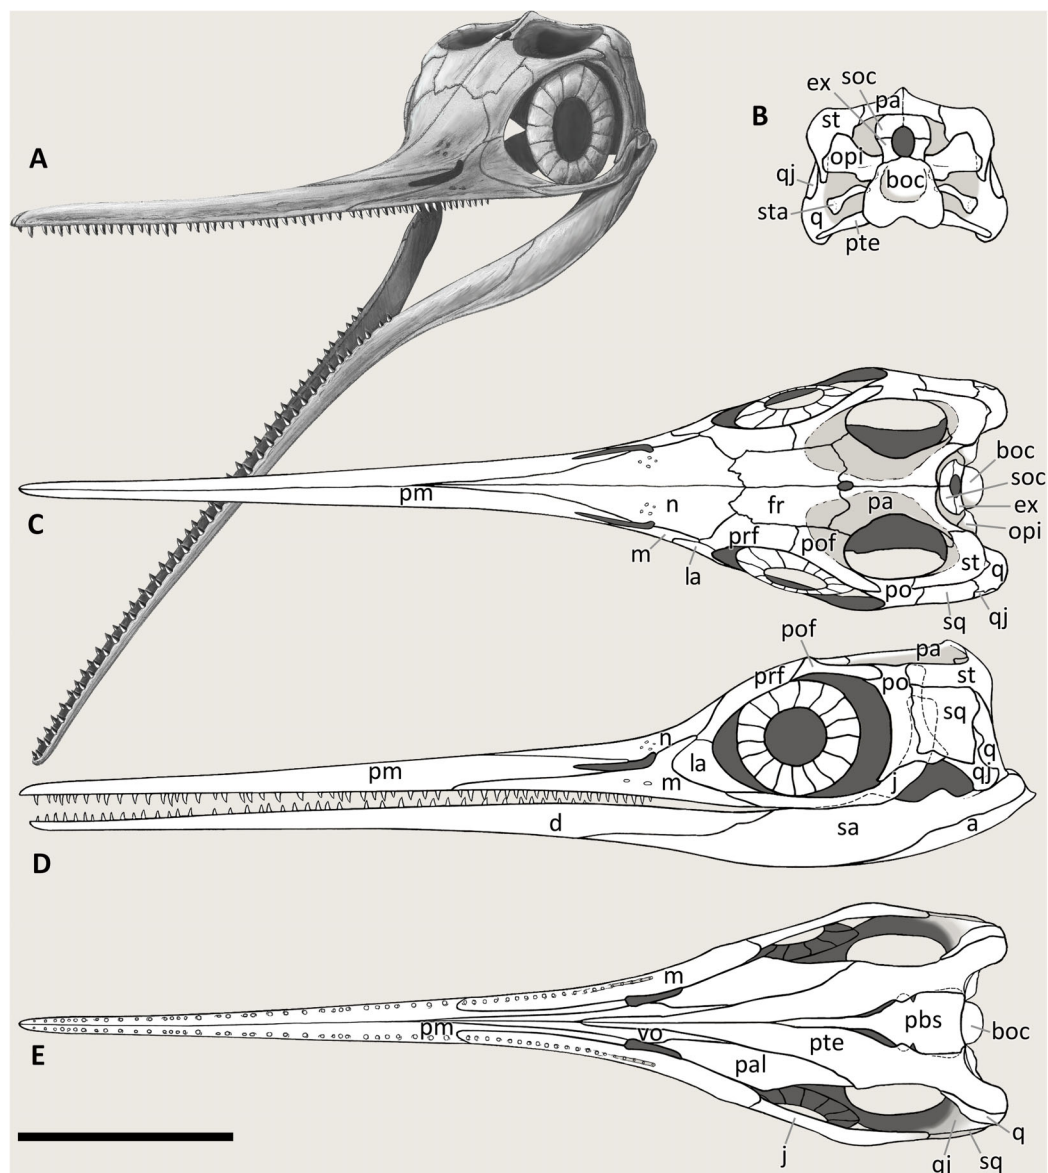 A
B
ex
soc
pa
st
opi
qj
boc
sta
q
pte
C
pm
n
fr
pa
boc
soc
ex
opi
m
la
prf
pof
po
st
q
sq
qj
D
pof
pa
prf
po
st
sq
n
la
pm
m
j
q
qj
d
sa
a
E
m
pm
vo
pbs
boc
pte
pal
j
q
qj
sq